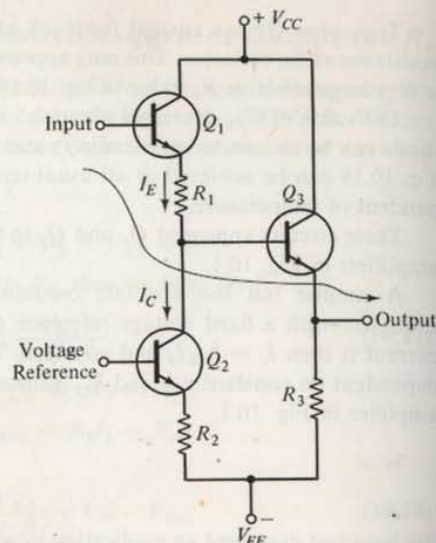 + V_CC
Input
Q_1
I_E
R_1
Q_3
I_C
Output
Voltage
Reference
Q_2
R_3
R_2
−
V_EE